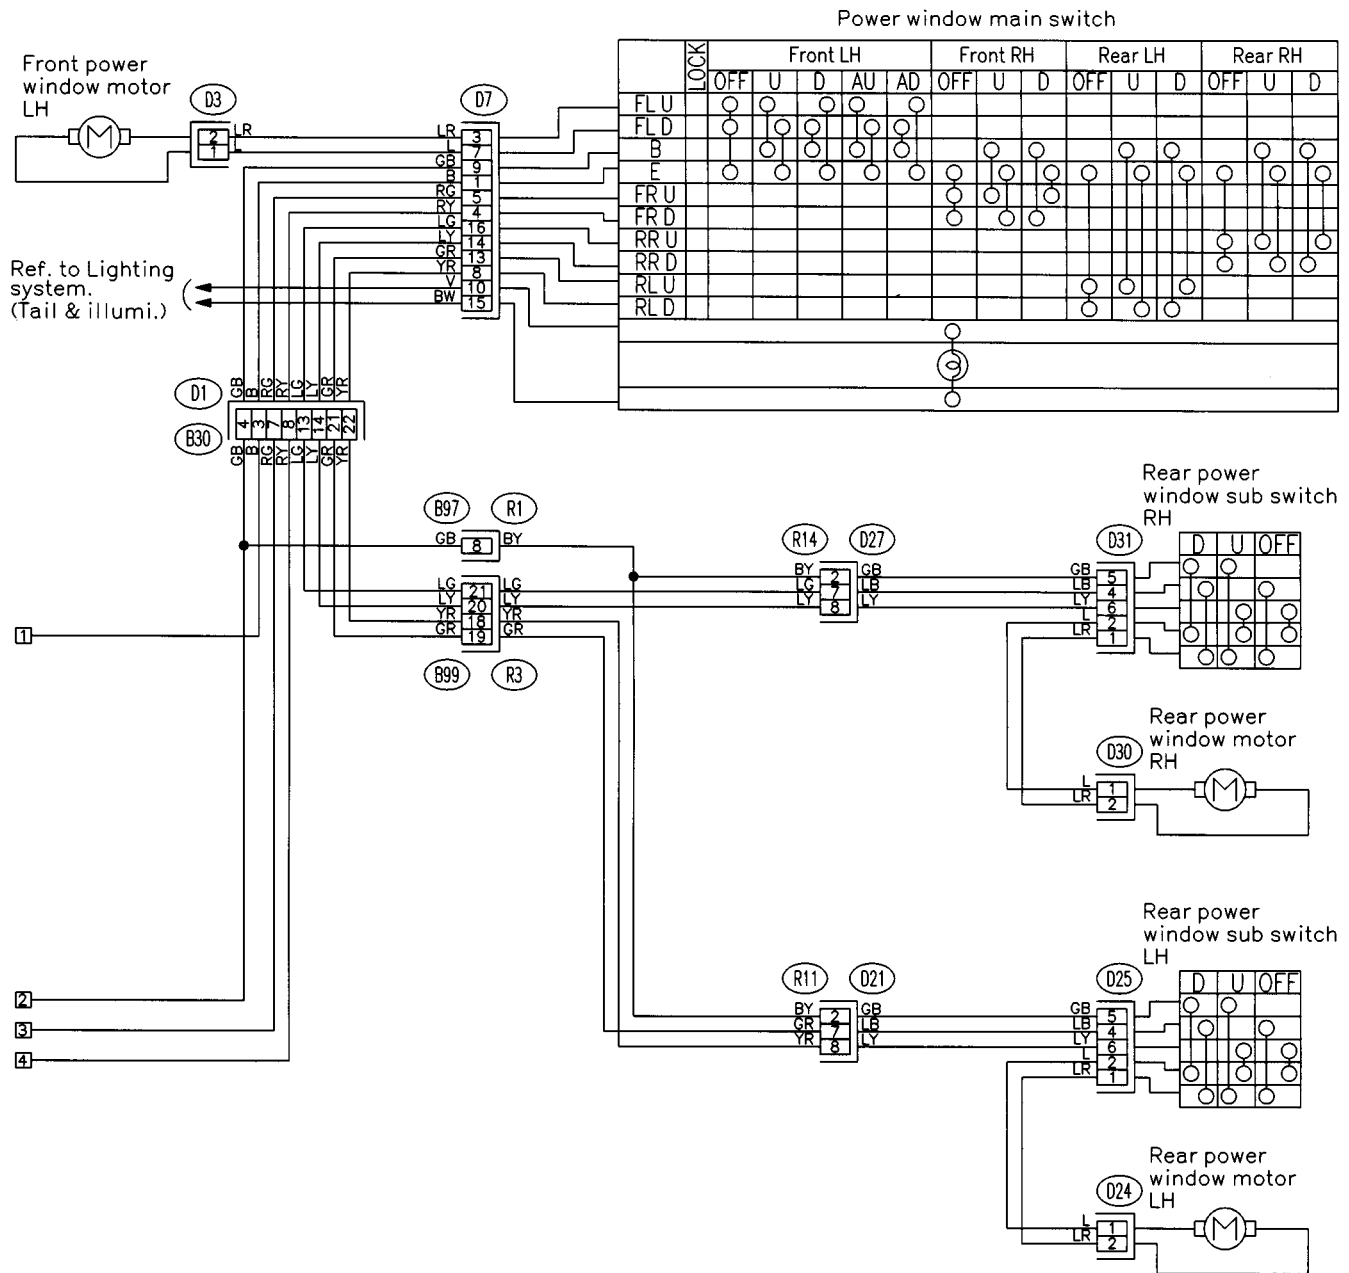 Power window main switch
Front power
window motor
LH
D3
D7
LOCK
Front LH
Front RH
Rear LH
Rear RH
OFF U D AU AD OFF U D OFF U D OFF U D
FL U
FL D
B
E
FR U
FR D
RR U
RR D
RL U
RL D
M
2 LR
1 L
LR 3
L 7
GB 9
B 1
RG 5
RY 4
LG 16
LY 14
GR 13
YR 8
V 10
BW 15
Ref. to Lighting
system.
(Tail & illumi.)
D1
GB B RG RY LG LY GR YR
4 3 7 8 13 14 21 22
B30
GB B RG RY LG LY GR YR
B97 R1
GB 8 BY
LG 21 LG
LY 20 LY
YR 18 YR
GR 19 GR
B99 R3
R14 D27
BY 2 GB
LG 7 LB
LY 8 LY
Rear power
window sub switch
RH
D31
D U OFF
GB 5
LB 4
LY 6
L 2
LR 1
Rear power
window motor
RH
D30
L 1
LR 2
M
1
2
3
4
R11 D21
BY 2 GB
GR 7 LB
YR 8 LY
Rear power
window sub switch
LH
D25
D U OFF
GB 5
LB 4
LY 6
L 2
LR 1
Rear power
window motor
LH
D24
L 1
LR 2
M